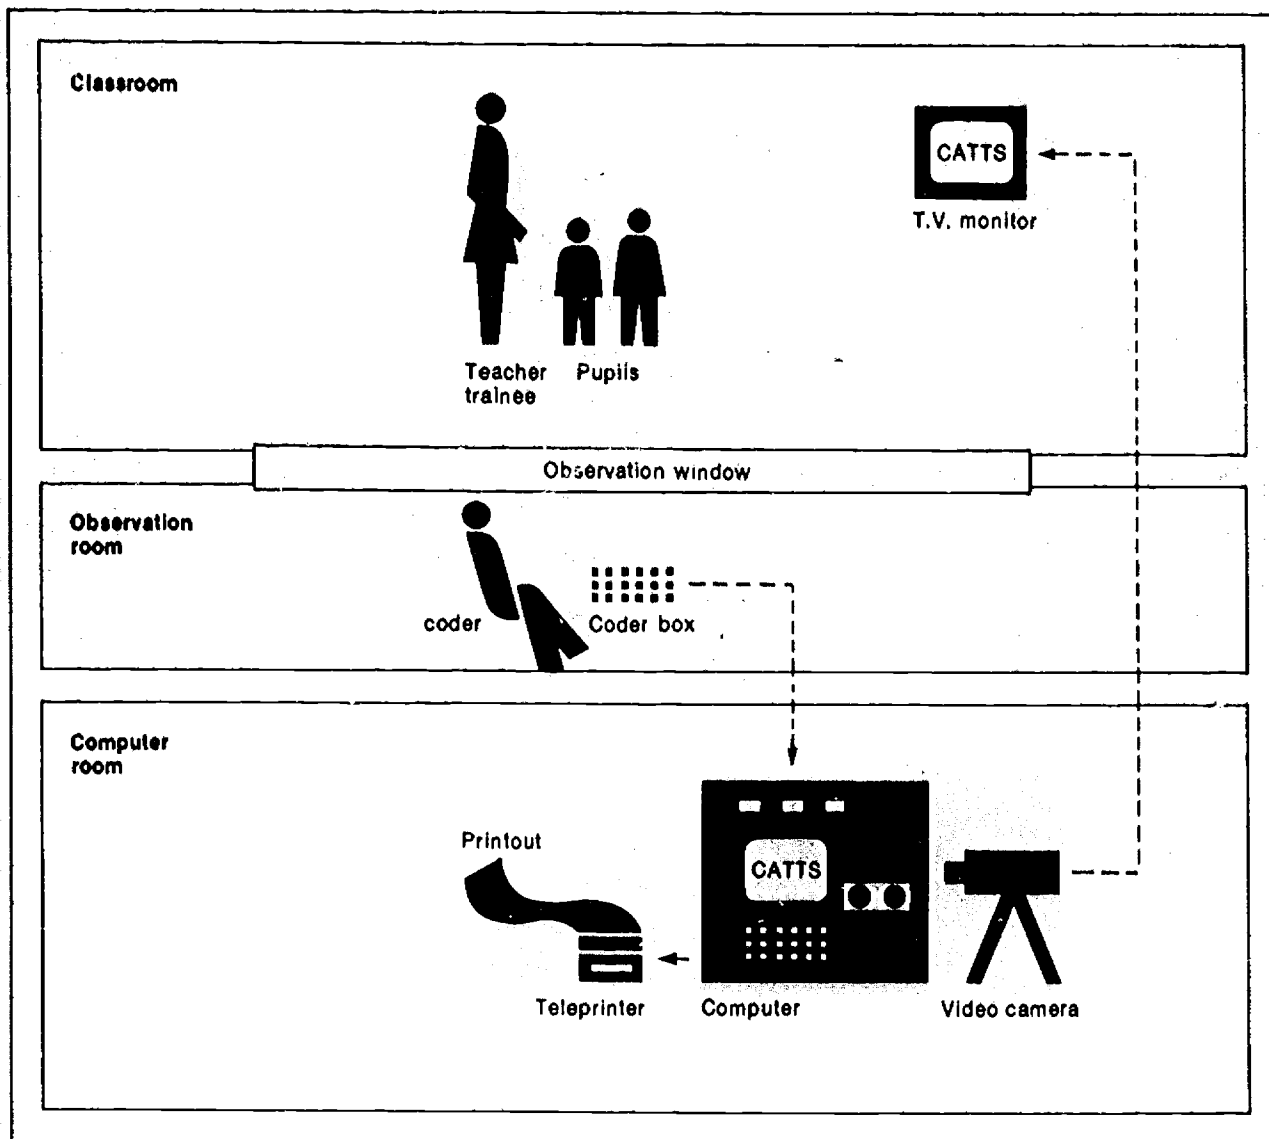 Classroom
CATTS
T.V. monitor
Teacher
trainee
Pupils
Observation window
Observation
room
coder
Coder box
Computer
room
Printout
CATTS
Teleprinter
Computer
Video camera